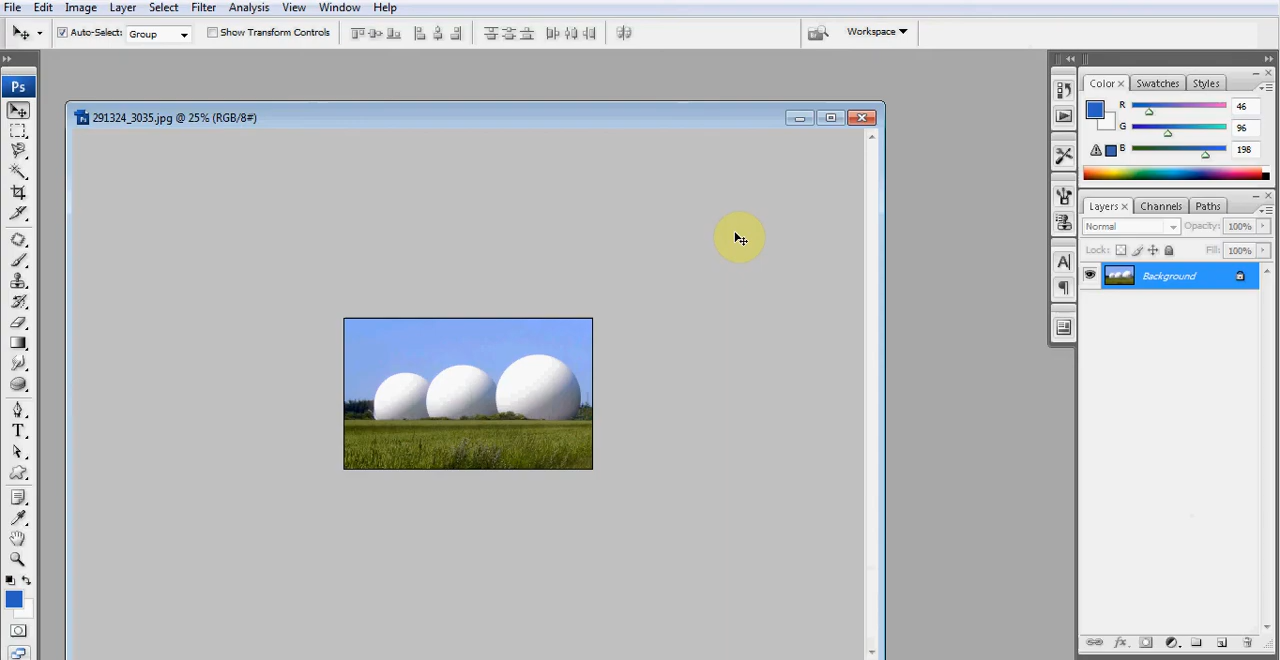 File Edit Image Layer Select Filter Analysis View Window Help
Auto-Select: Group Show Transform Controls Workspace
Ps
291324_3035.jpg @ 25% (RGB/8#)
Color Swatches Styles
R 46
G 96
B 198
Layers Channels Paths
Normal Opacity: 100%
Lock: Fill: 100%
Background